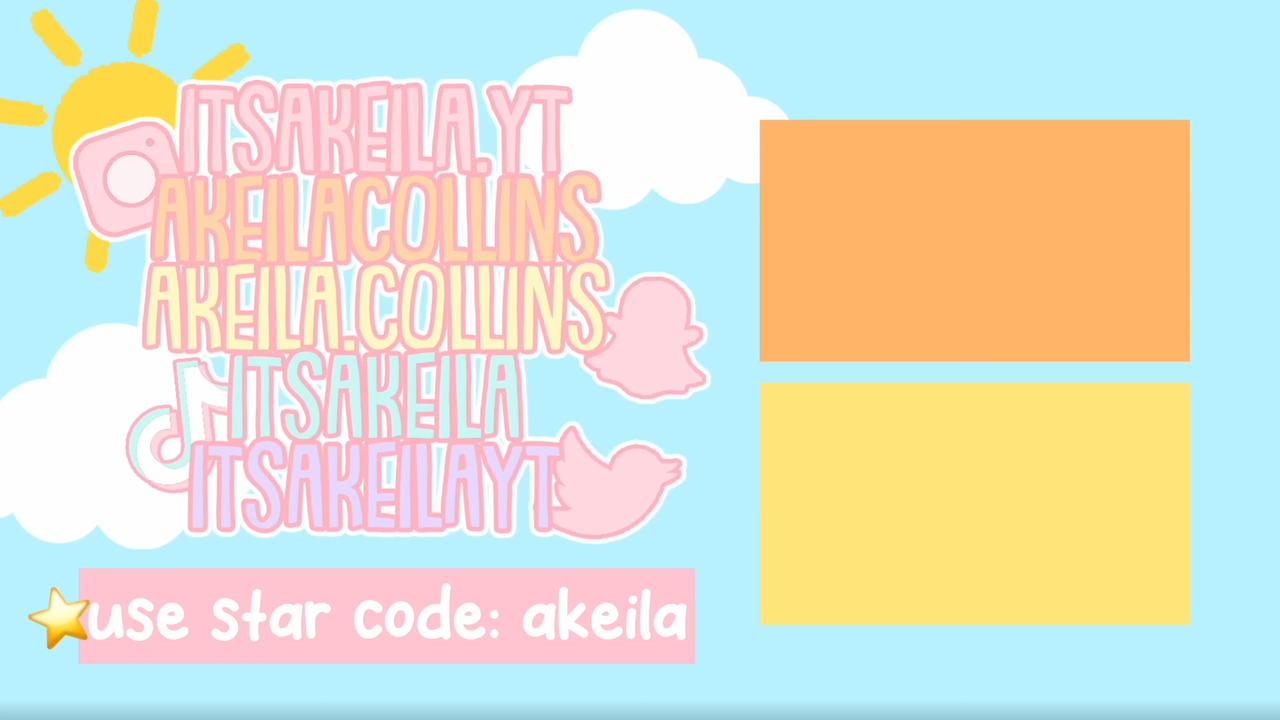 ITSAKEILA.YT
AKEILACOLLINS
AKEILA.COLLINS
ITSAKEILA
ITSAKEILAYT
use star code: akeila